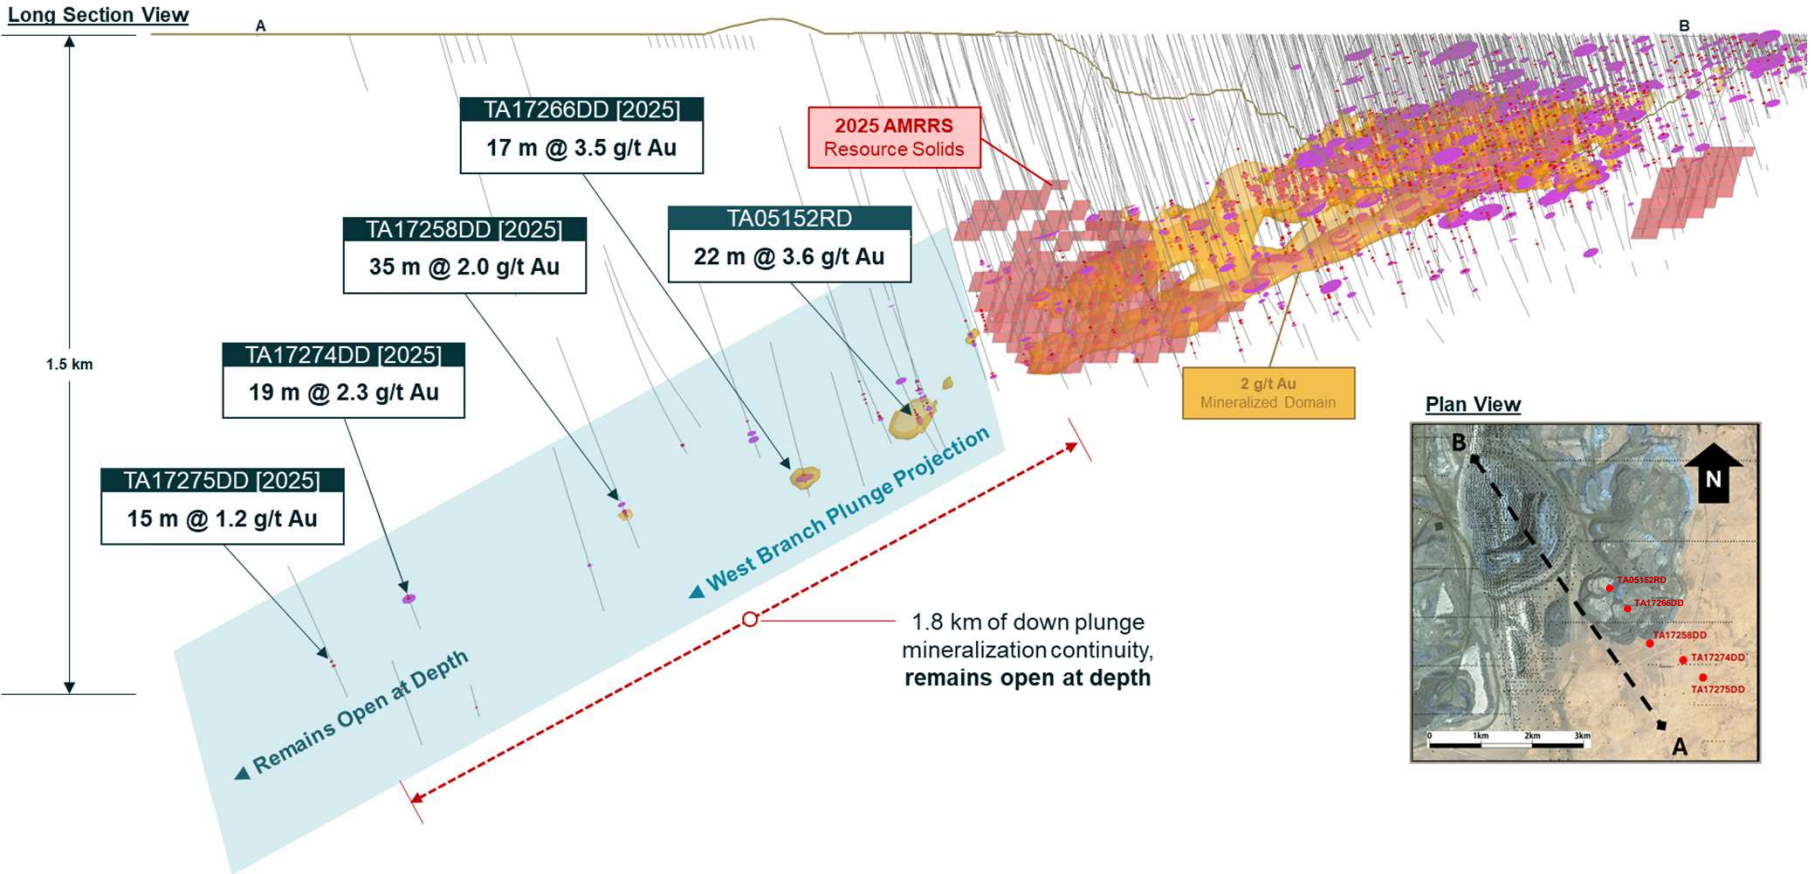 Long Section View
A
B
TA17266DD [2025]
17 m @ 3.5 g/t Au
2025 AMRRS
Resource Solids
TA17258DD [2025]
35 m @ 2.0 g/t Au
TA05152RD
22 m @ 3.6 g/t Au
1.5 km
TA17274DD [2025]
19 m @ 2.3 g/t Au
2 g/t Au
Mineralized Domain
TA17275DD [2025]
15 m @ 1.2 g/t Au
◄ West Branch Plunge Projection
◄ Remains Open at Depth
1.8 km of down plunge
mineralization continuity,
remains open at depth
Plan View
B
N
TA05152RD
TA17266DD
TA17258DD
TA17274DD
TA17275DD
0 1km 2km 3km
A